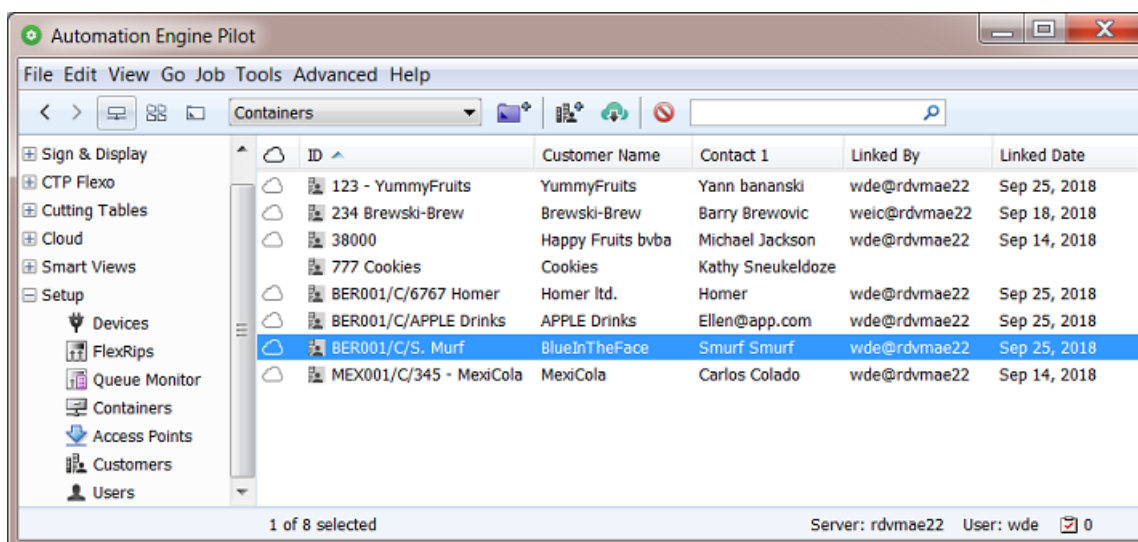 Automation Engine Pilot
File Edit View Go Job Tools Advanced Help
Containers
Sign & Display
CTP Flexo
Cutting Tables
Cloud
Smart Views
Setup
Devices
FlexRips
Queue Monitor
Containers
Access Points
Customers
Users
ID Customer Name Contact 1 Linked By Linked Date
123 - YummyFruits YummyFruits Yann bananski wde@rdvmae22 Sep 25, 2018
234 Brewski-Brew Brewski-Brew Barry Brewovic weic@rdvmae22 Sep 18, 2018
38000 Happy Fruits bvba Michael Jackson wde@rdvmae22 Sep 14, 2018
777 Cookies Cookies Kathy Sneukeldoze
BER001/C/6767 Homer Homer ltd. Homer wde@rdvmae22 Sep 25, 2018
BER001/C/APPLE Drinks APPLE Drinks Ellen@app.com wde@rdvmae22 Sep 25, 2018
BER001/C/S. Murf BlueInTheFace Smurf Smurf wde@rdvmae22 Sep 25, 2018
MEX001/C/345 - MexiCola MexiCola Carlos Colado wde@rdvmae22 Sep 14, 2018
1 of 8 selected Server: rdvmae22 User: wde 0